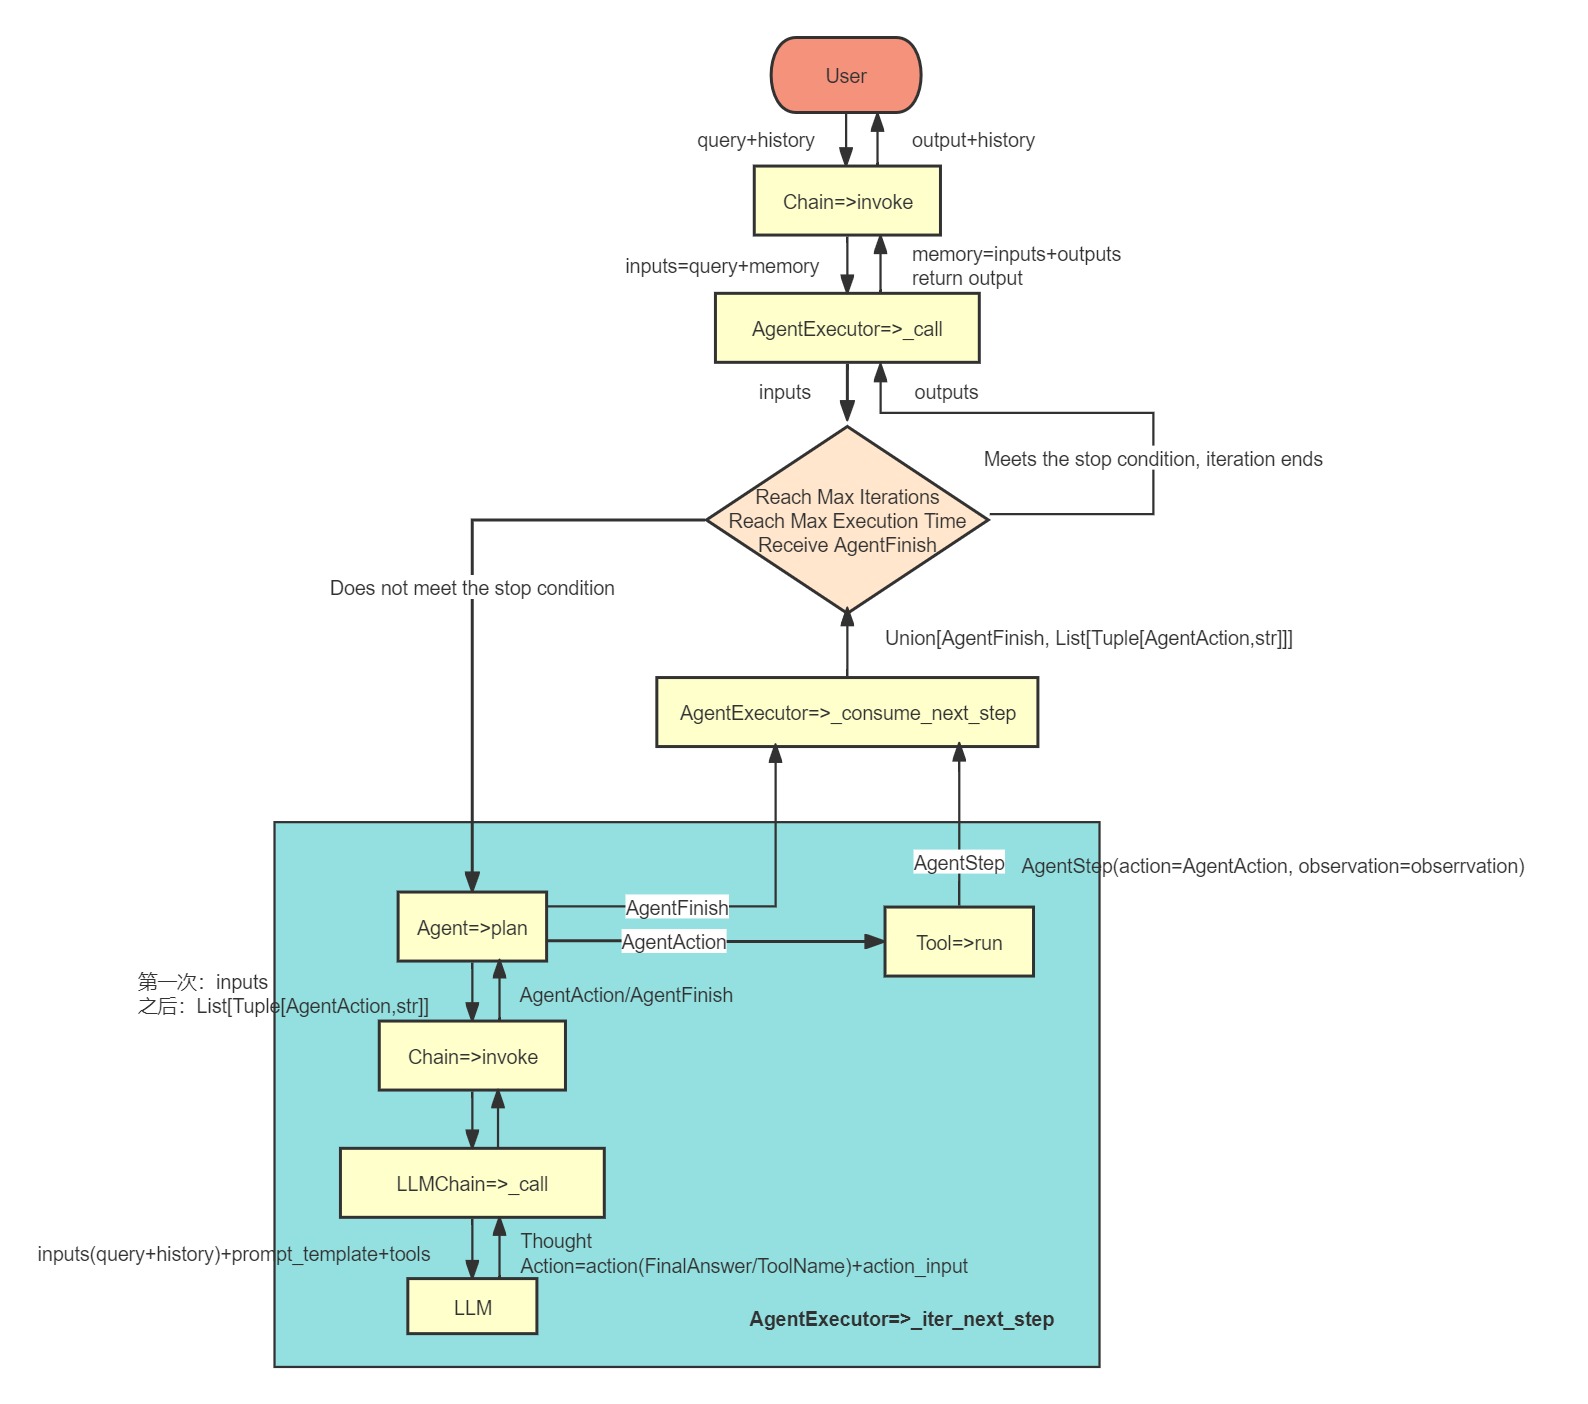 User
query+history
output+history
Chain=>invoke
inputs=query+memory
memory=inputs+outputs
return output
AgentExecutor=>_call
inputs
outputs
Meets the stop condition, iteration ends
Reach Max Iterations
Reach Max Execution Time
Receive AgentFinish
Does not meet the stop condition
Union[AgentFinish, List[Tuple[AgentAction,str]]]
AgentExecutor=>_consume_next_step
AgentStep
AgentStep(action=AgentAction, observation=obserrvation)
Agent=>plan
AgentFinish
AgentAction
Tool=>run
第一次：inputs
之后：List[Tuple[AgentAction,str]]
AgentAction/AgentFinish
Chain=>invoke
LLMChain=>_call
inputs(query+history)+prompt_template+tools
Thought
Action=action(FinalAnswer/ToolName)+action_input
LLM
AgentExecutor=>_iter_next_step